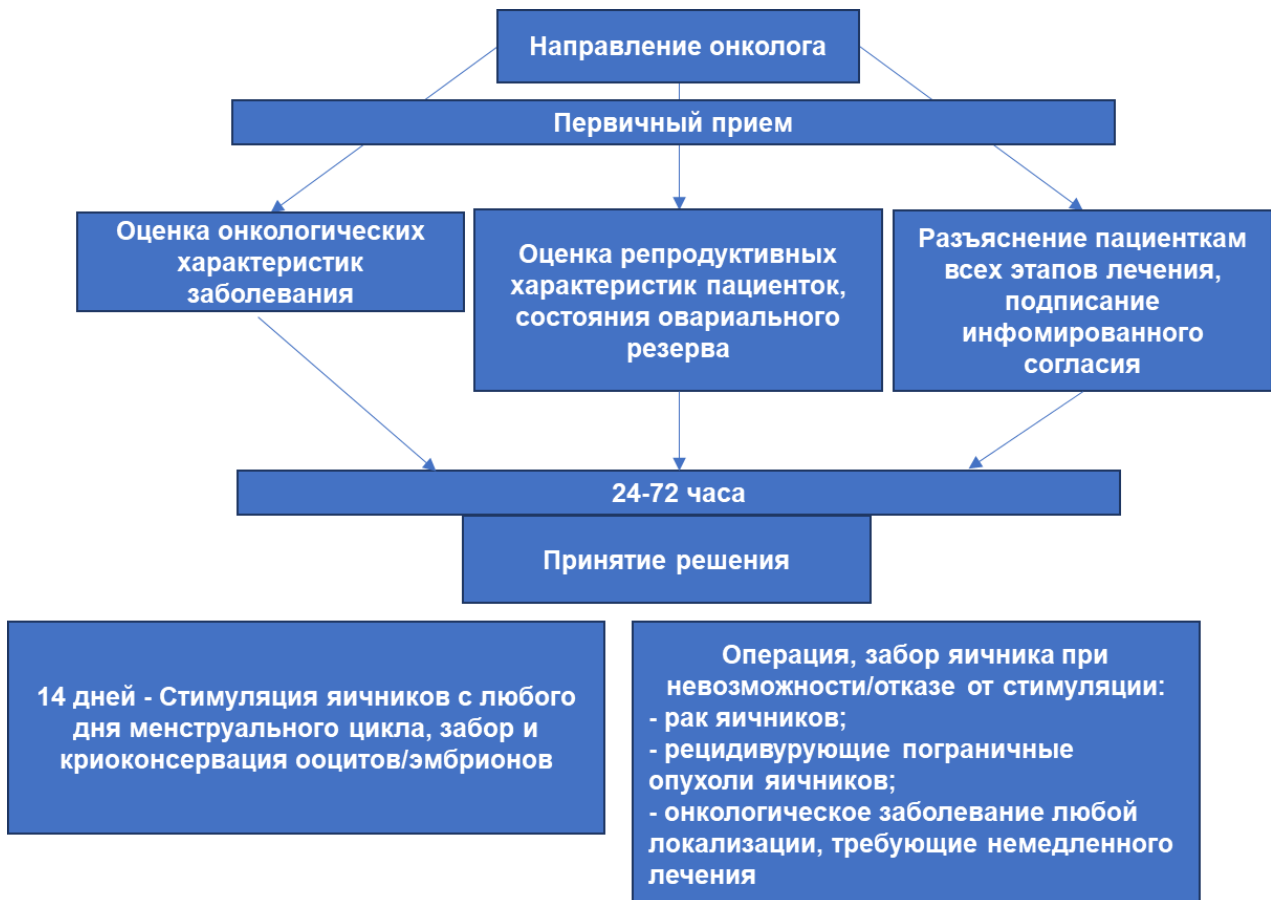 Направление онколога
Первичный прием
Оценка онкологических
характеристик
заболевания
Оценка репродуктивных
характеристик пациенток,
состояния овариального
резерва
Разъяснение пациенткам
всех этапов лечения,
подписание
инфомированного
согласия
24-72 часа
Принятие решения
14 дней - Стимуляция яичников с любого
дня менструального цикла, забор и
криоконсервация ооцитов/эмбрионов
Операция, забор яичника при
невозможности/отказе от стимуляции:
- рак яичников;
- рецидивурующие пограничные
опухоли яичников;
- онкологическое заболевание любой
локализации, требующие немедленного
лечения